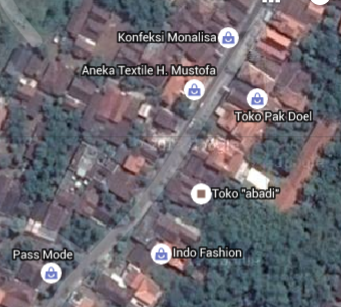 Konfeksi Monalisa
Aneka Textile H. Mustofa
Toko Pak Doel
Toko "abadi"
Indo Fashion
Pass Mode